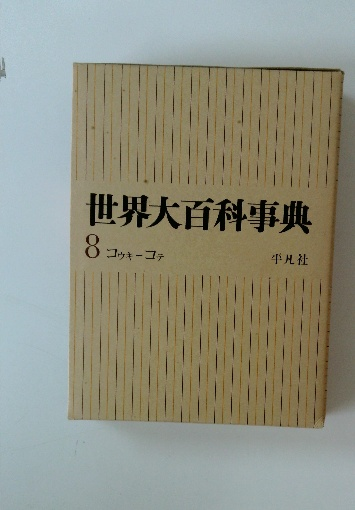 世界大百科事典
8 コウキーコテ
平凡社